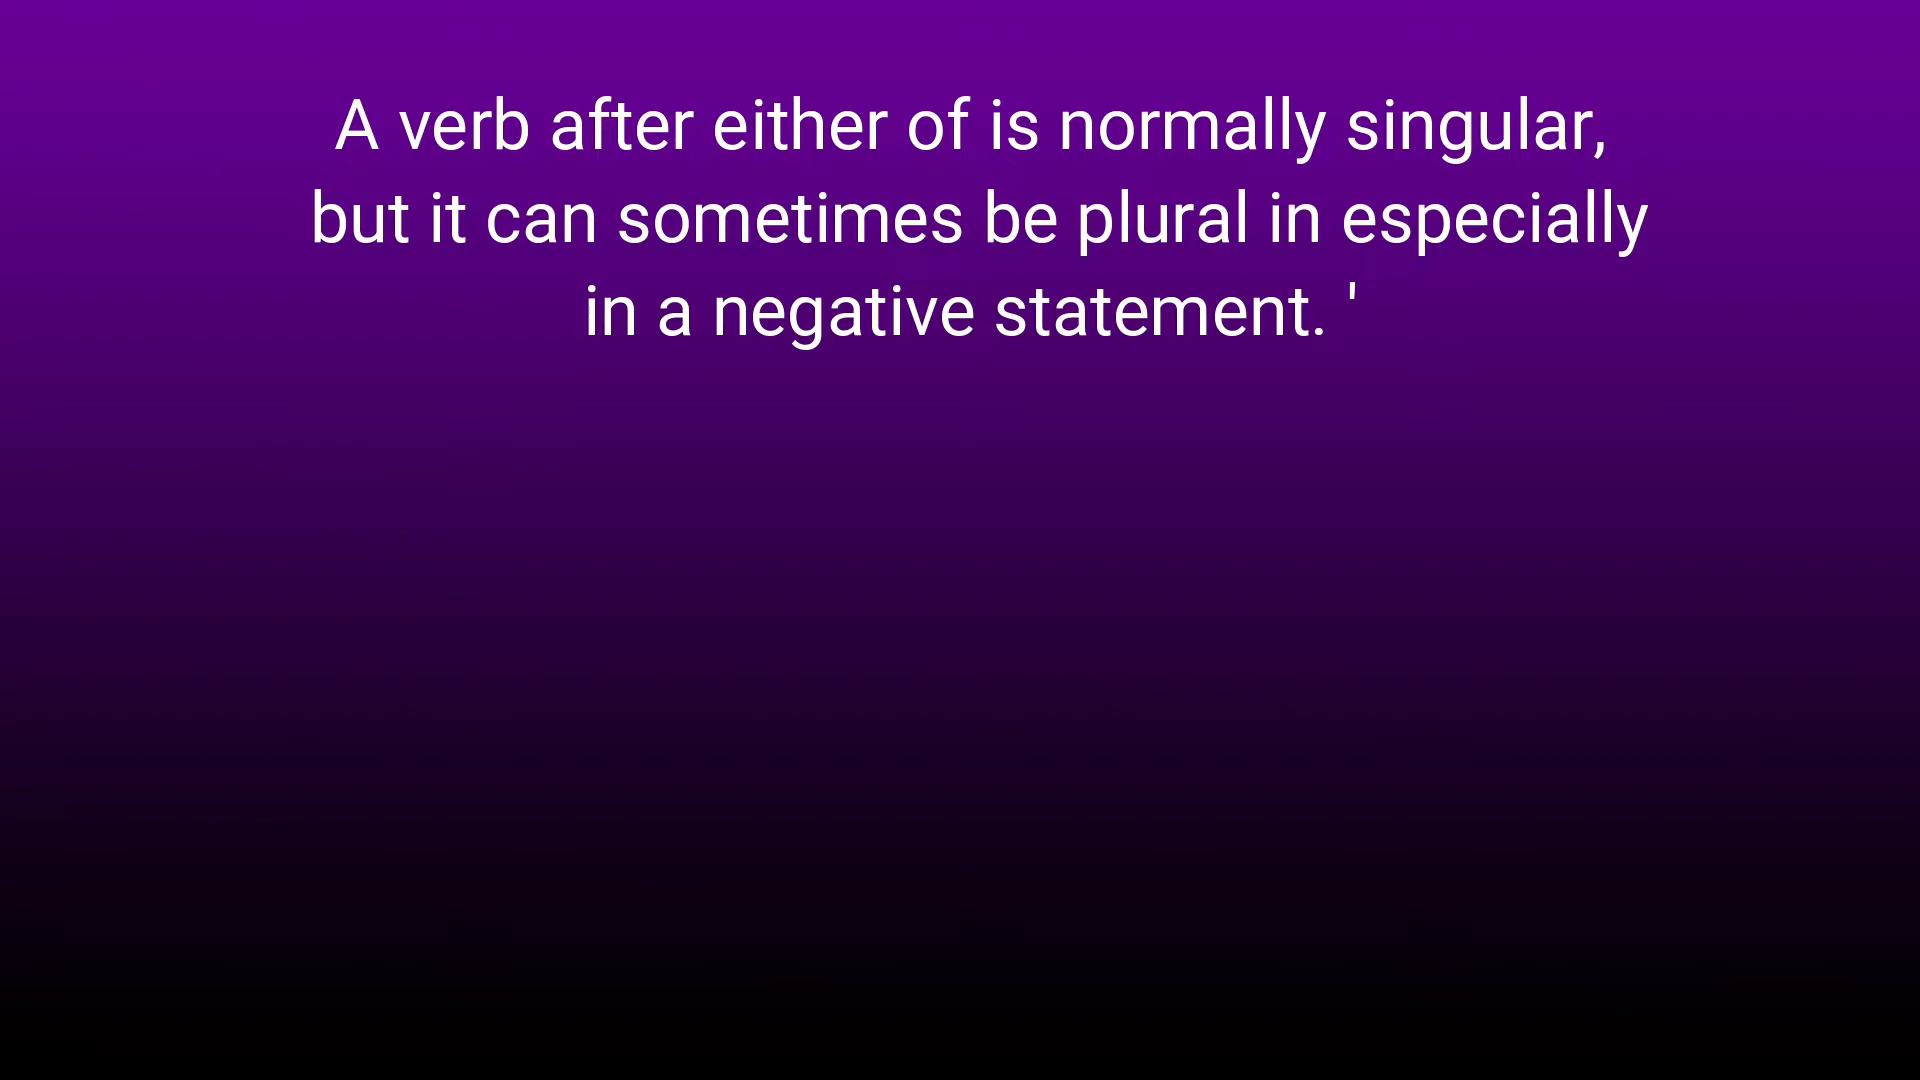 A verb after either of is normally singular,
but it can sometimes be plural in especially
in a negative statement. '